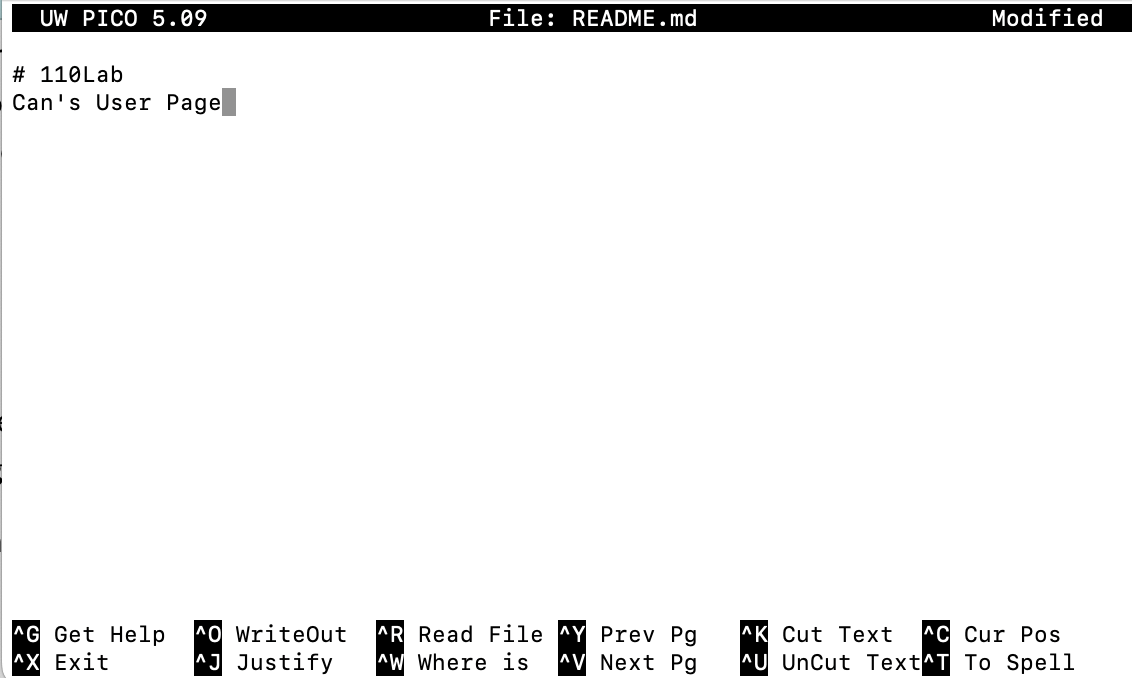 UW PICO 5.09 File: README.md Modified
# 110Lab
Can's User Page
^G Get Help ^O WriteOut ^R Read File ^Y Prev Pg ^K Cut Text ^C Cur Pos
^X Exit ^J Justify ^W Where is ^V Next Pg ^U UnCut Text ^T To Spell